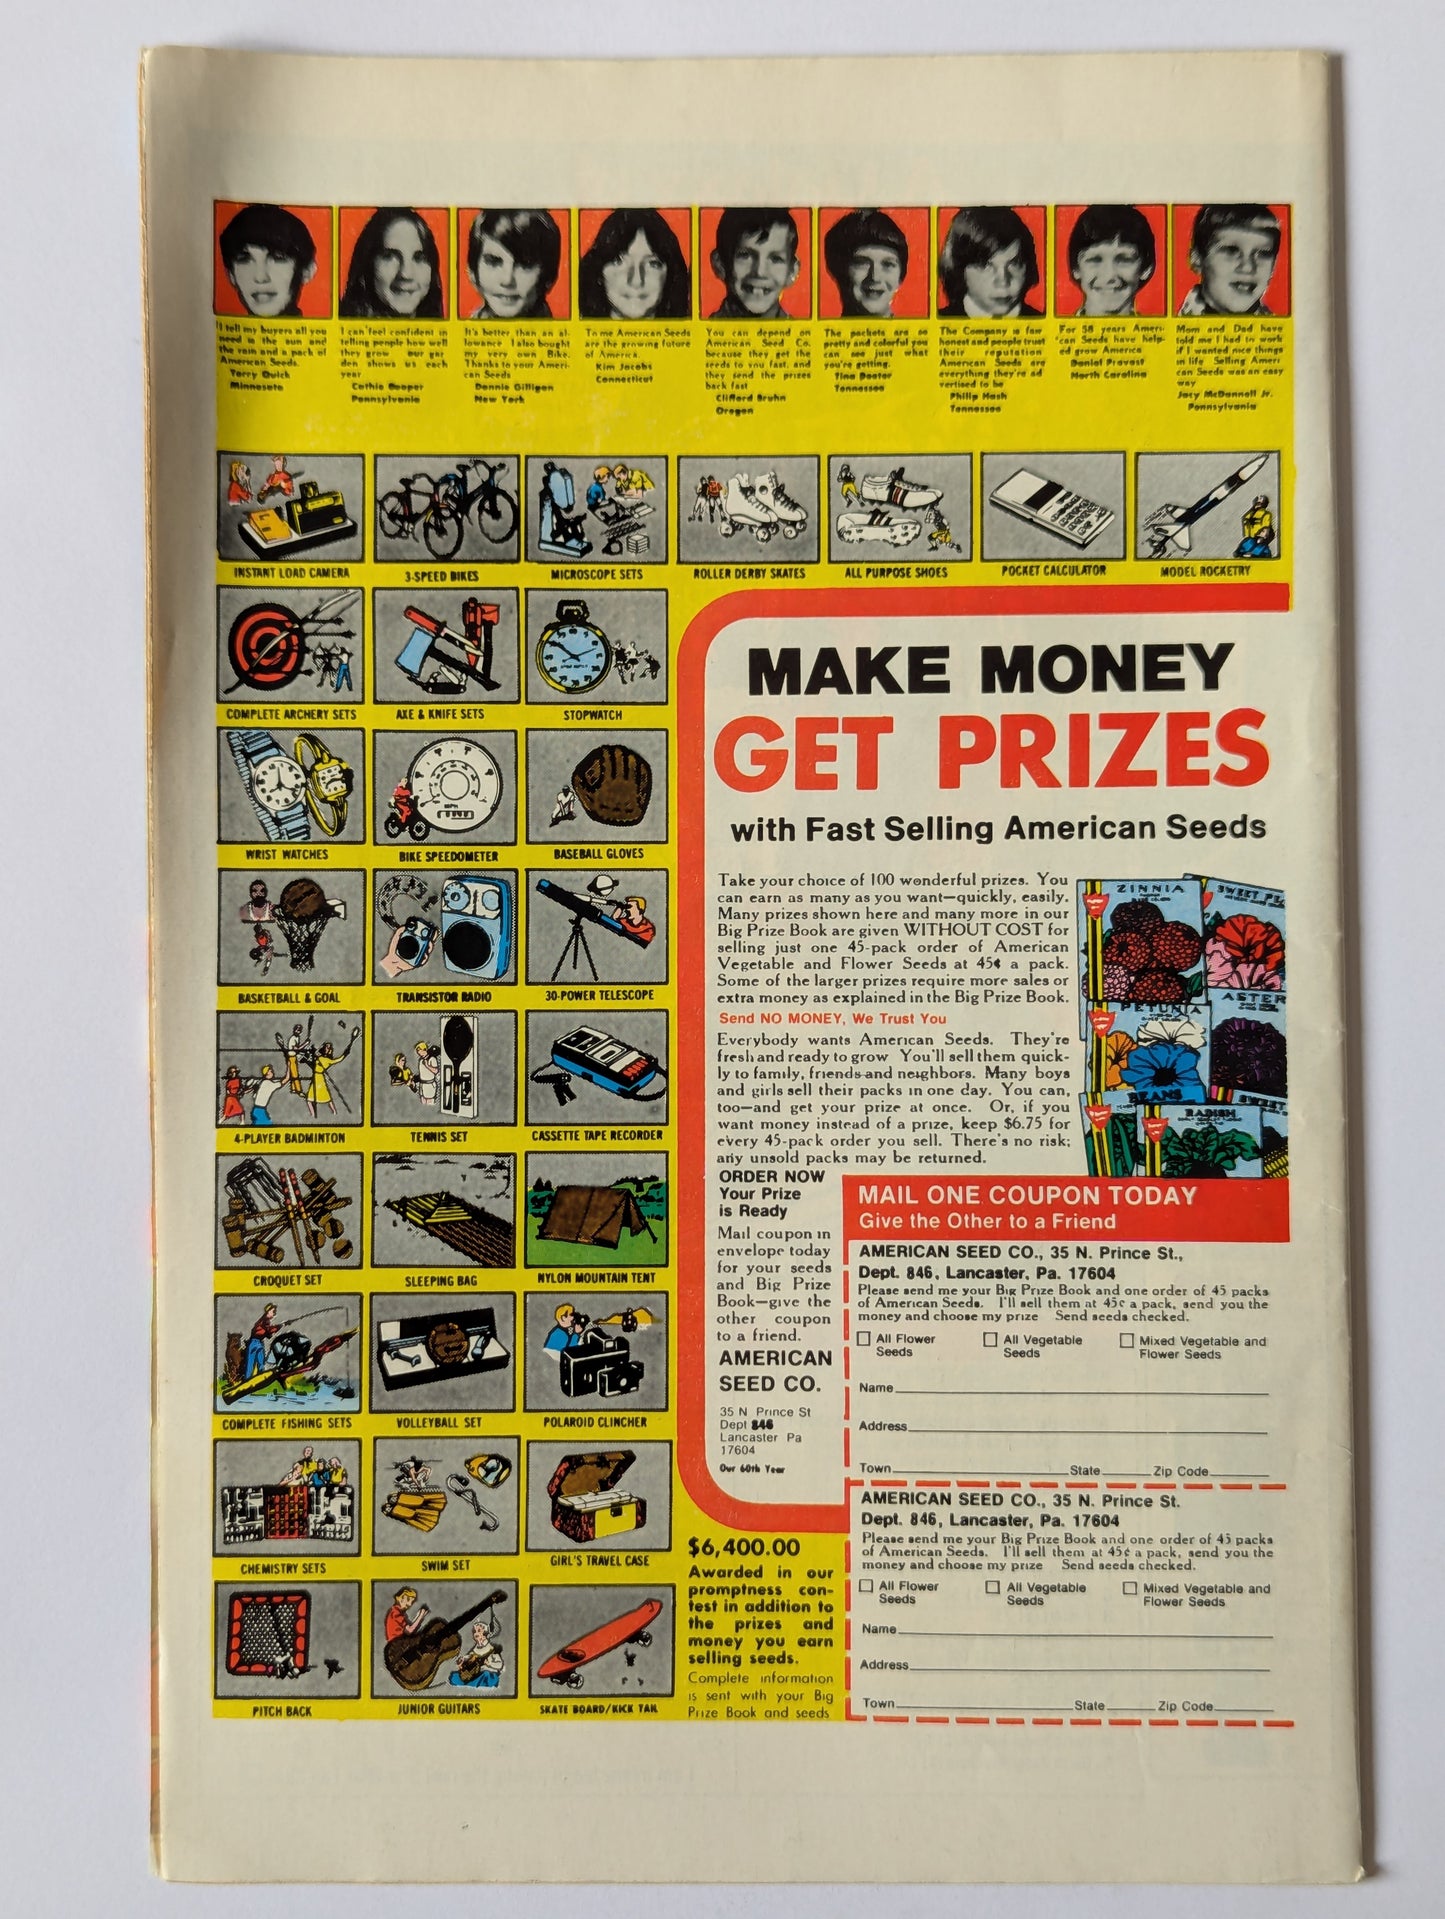 I tell my buyers all you
need is the sun and
the rain and a pack of
American Seeds.
Terry Quick
Minnesota
I can feel confident in
telling people how well
they grow our gar
den shows us each
year
Cathie Beeper
Pennsylvania
It's better than an al-
lowance. I also bought
my very own Bike.
Thanks to your Ameri-
can Seeds
Donnie Gilligan
New York
To me American Seeds
are the growing future
of America.
Kim Jacobs
Connecticut
You can depend on
American Seed Co.
because they get the
seeds to you fast, and
they send the prizes
back fast
Clifford Bruhn
Oregon
The packets are so
pretty and colorful you
can see just what
you're getting.
Tina Deeter
Tennessee
The Company is few
honest and people trust
their reputation
American Seeds are
everything they're ad
vertised to be
Philip Hash
Tennessee
For 58 years Ameri-
can Seeds have help-
ed grow America
Daniel Provost
North Carolina
Mom and Dad have
told me I had to work
if I wanted nice things
in life Selling Ameri
can Seeds was an easy
way
Joey McDonnell Jr.
Pennsylvania
INSTANT LOAD CAMERA
3-SPEED BIKES
MICROSCOPE SETS
ROLLER DERBY SKATES
ALL PURPOSE SHOES
POCKET CALCULATOR
MODEL ROCKETRY
COMPLETE ARCHERY SETS
AXE & KNIFE SETS
STOPWATCH
WRIST WATCHES
MPH
BIKE SPEEDOMETER
BASEBALL GLOVES
BASKETBALL & GOAL
TRANSISTOR RADIO
30-POWER TELESCOPE
4-PLAYER BADMINTON
TENNIS SET
CASSETTE TAPE RECORDER
CROQUET SET
SLEEPING BAG
NYLON MOUNTAIN TENT
COMPLETE FISHING SETS
VOLLEYBALL SET
POLAROID CLINCHER
CHEMISTRY SETS
SWIM SET
GIRL'S TRAVEL CASE
PITCH BACK
JUNIOR GUITARS
SKATE BOARD/KICK TAIL
MAKE MONEY
GET PRIZES
with Fast Selling American Seeds
Take your choice of 100 wonderful prizes. You
can earn as many as you want—quickly, easily.
Many prizes shown here and many more in our
Big Prize Book are given WITHOUT COST for
selling just one 45-pack order of American
Vegetable and Flower Seeds at 45¢ a pack.
Some of the larger prizes require more sales or
extra money as explained in the Big Prize Book.
Send NO MONEY, We Trust You
Everybody wants American Seeds. They're
fresh and ready to grow You'll sell them quick-
ly to family, friends and neighbors. Many boys
and girls sell their packs in one day. You can,
too—and get your prize at once. Or, if you
want money instead of a prize, keep $6.75 for
every 45-pack order you sell. There's no risk;
any unsold packs may be returned.
ZINNIA
SWEET PE
PETUNIA
ASTER
BEANS
RADISH
SWEET
ORDER NOW
Your Prize
is Ready
Mail coupon in
envelope today
for your seeds
and Big Prize
Book—give the
other coupon
to a friend.
AMERICAN
SEED CO.
35 N Prince St
Dept 846
Lancaster Pa
17604
Our 60th Year
MAIL ONE COUPON TODAY
Give the Other to a Friend
AMERICAN SEED CO., 35 N. Prince St.,
Dept. 846, Lancaster, Pa. 17604
Please send me your Big Prize Book and one order of 45 packs
of American Seeds. I'll sell them at 45¢ a pack, send you the
money and choose my prize Send seeds checked.
All Flower Seeds
All Vegetable Seeds
Mixed Vegetable and Flower Seeds
Name
Address
Town State Zip Code
AMERICAN SEED CO., 35 N. Prince St.
Dept. 846, Lancaster, Pa. 17604
Please send me your Big Prize Book and one order of 45 packs
of American Seeds. I'll sell them at 45¢ a pack, send you the
money and choose my prize Send seeds checked.
All Flower Seeds
All Vegetable Seeds
Mixed Vegetable and Flower Seeds
Name
Address
Town State Zip Code
$6,400.00
Awarded in our
promptness con-
test in addition to
the prizes and
money you earn
selling seeds.
Complete information
is sent with your Big
Prize Book and seeds